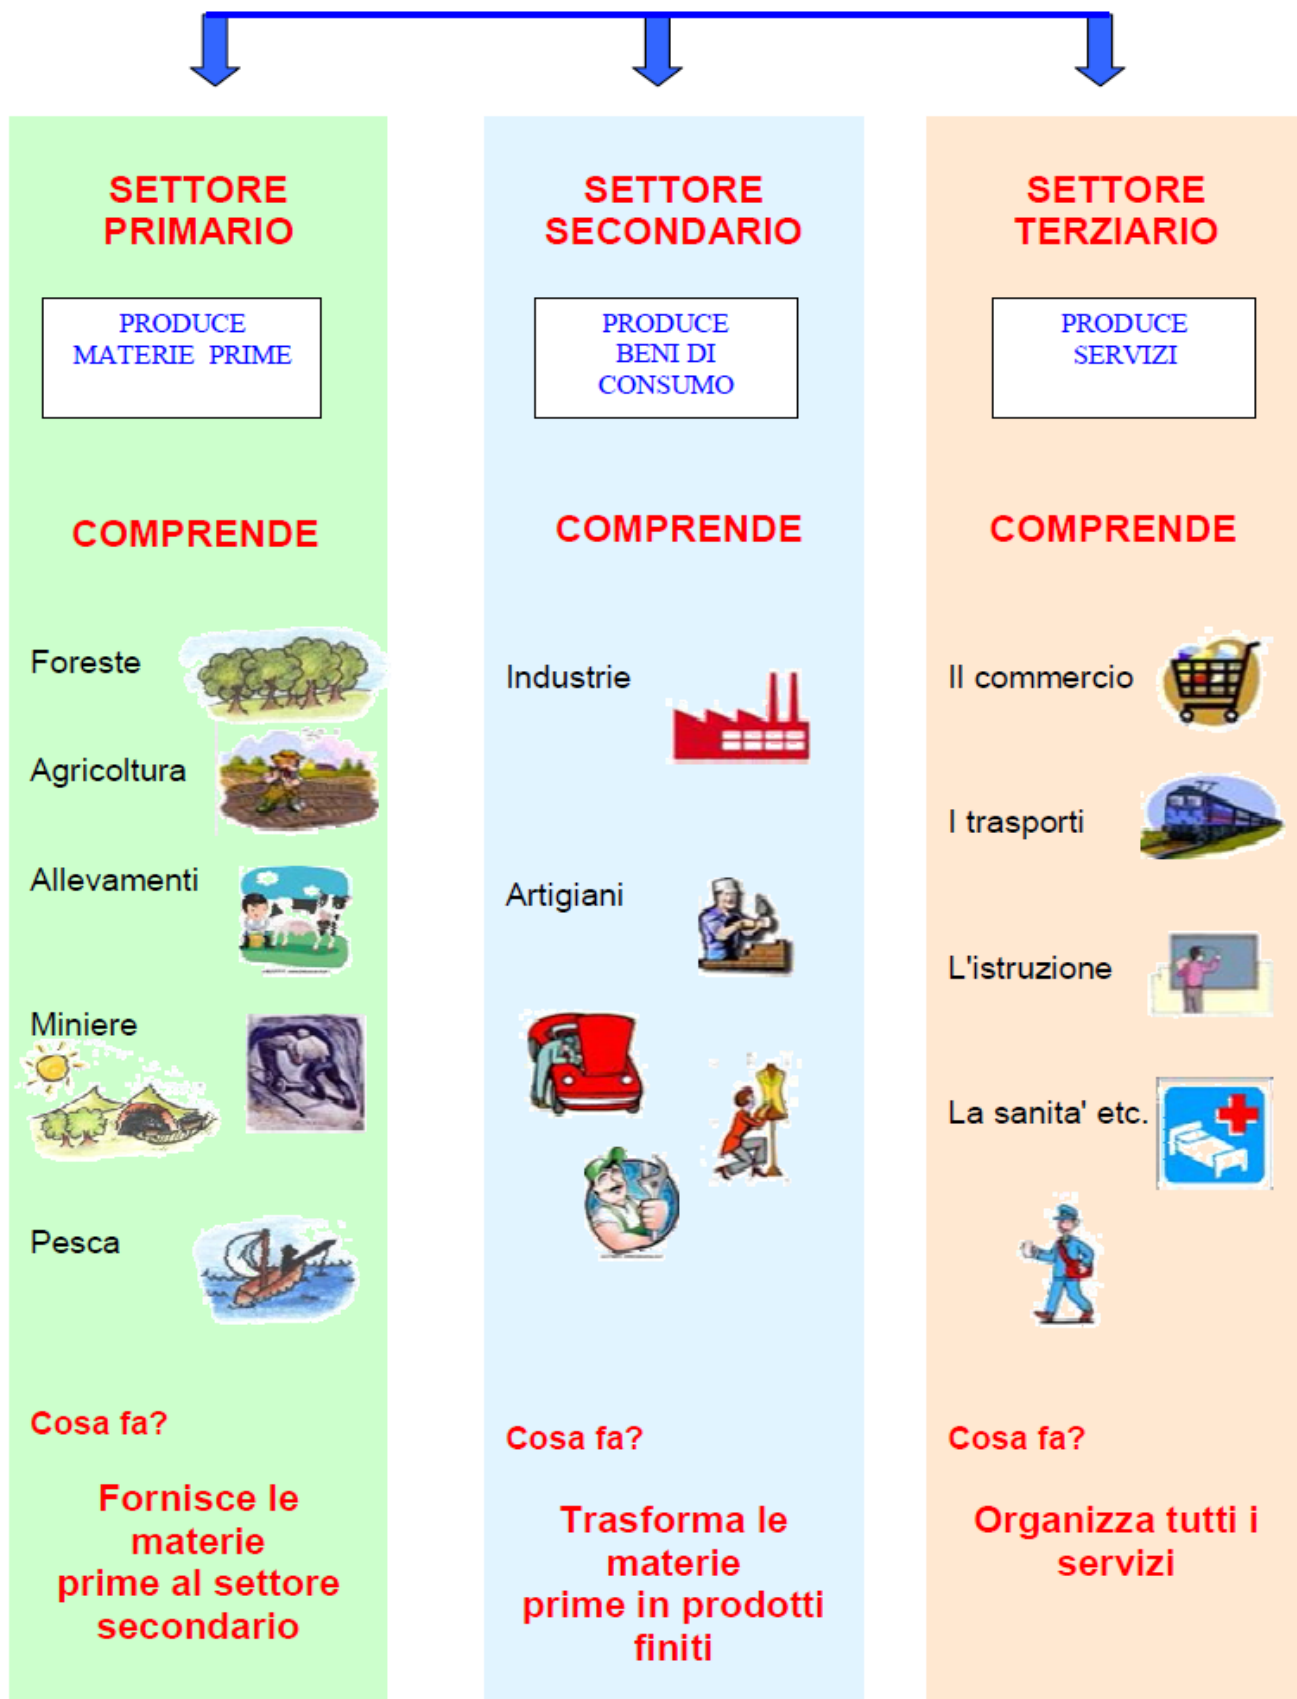 SETTORE
PRIMARIO
PRODUCE
MATERIE PRIME
COMPRENDE
Foreste
Agricoltura
Allevamenti
Miniere
Pesca
Cosa fa?
Fornisce le
materie
prime al settore
secondario
SETTORE
SECONDARIO
PRODUCE
BENI DI
CONSUMO
COMPRENDE
Industrie
Artigiani
Cosa fa?
Trasforma le
materie
prime in prodotti
finiti
SETTORE
TERZIARIO
PRODUCE
SERVIZI
COMPRENDE
Il commercio
I trasporti
L'istruzione
La sanita' etc.
Cosa fa?
Organizza tutti i
servizi